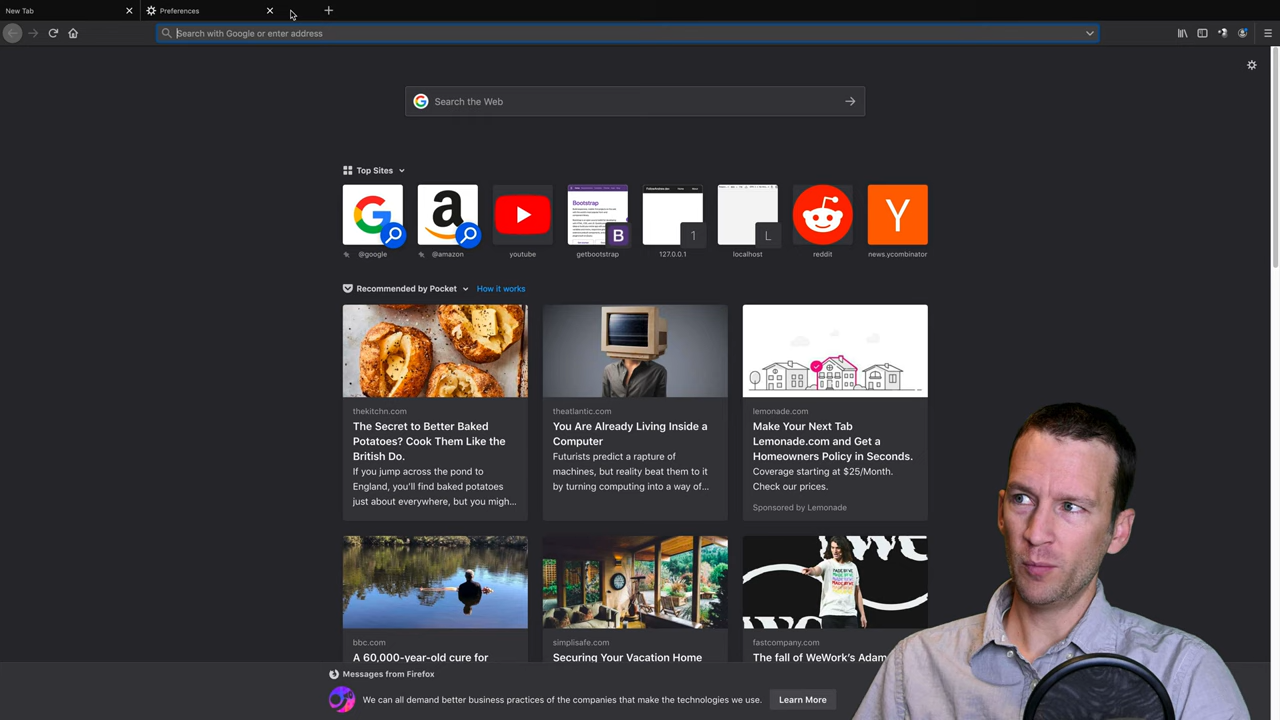 New Tab
Preferences
Search with Google or enter address
Search the Web
Top Sites
Bootstrap
B
1
L
Y
@google
@amazon
youtube
getbootstrap
127.0.0.1
localhost
reddit
news.ycombinator
Recommended by Pocket
How it works
thekitchn.com
The Secret to Better Baked
Potatoes? Cook Them Like the
British Do.
If you jump across the pond to
England, you'll find baked potatoes
just about everywhere, but you migh...
theatlantic.com
You Are Already Living Inside a
Computer
Futurists predict a rapture of
machines, but reality beat them to it
by turning computing into a way of...
lemonade.com
Make Your Next Tab
Lemonade.com and Get a
Homeowners Policy in Seconds.
Coverage starting at $25/Month.
Check our prices.
Sponsored by Lemonade
bbc.com
A 60,000-year-old cure for
simplisafe.com
Securing Your Vacation Home
fastcompany.com
The fall of WeWork's Adam
Messages from Firefox
We can all demand better business practices of the companies that make the technologies we use.
Learn More